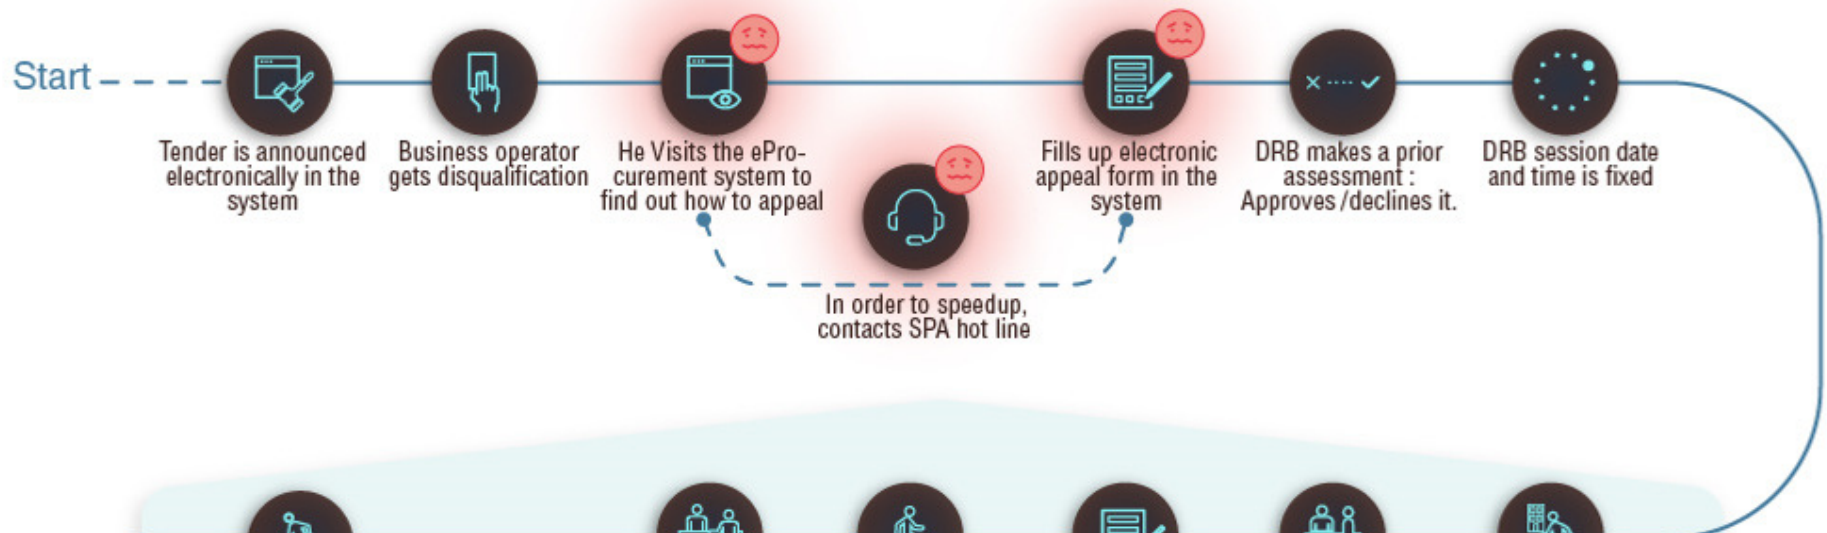 Start
Tender is announced
electronically in the
system
Business operator
gets disqualification
He Visits the ePro-
curement system to
find out how to appeal
In order to speedup,
contacts SPA hot line
Fills up electronic
appeal form in the
system
DRB makes a prior
assessment :
Approves /declines it.
DRB session date
and time is fixed